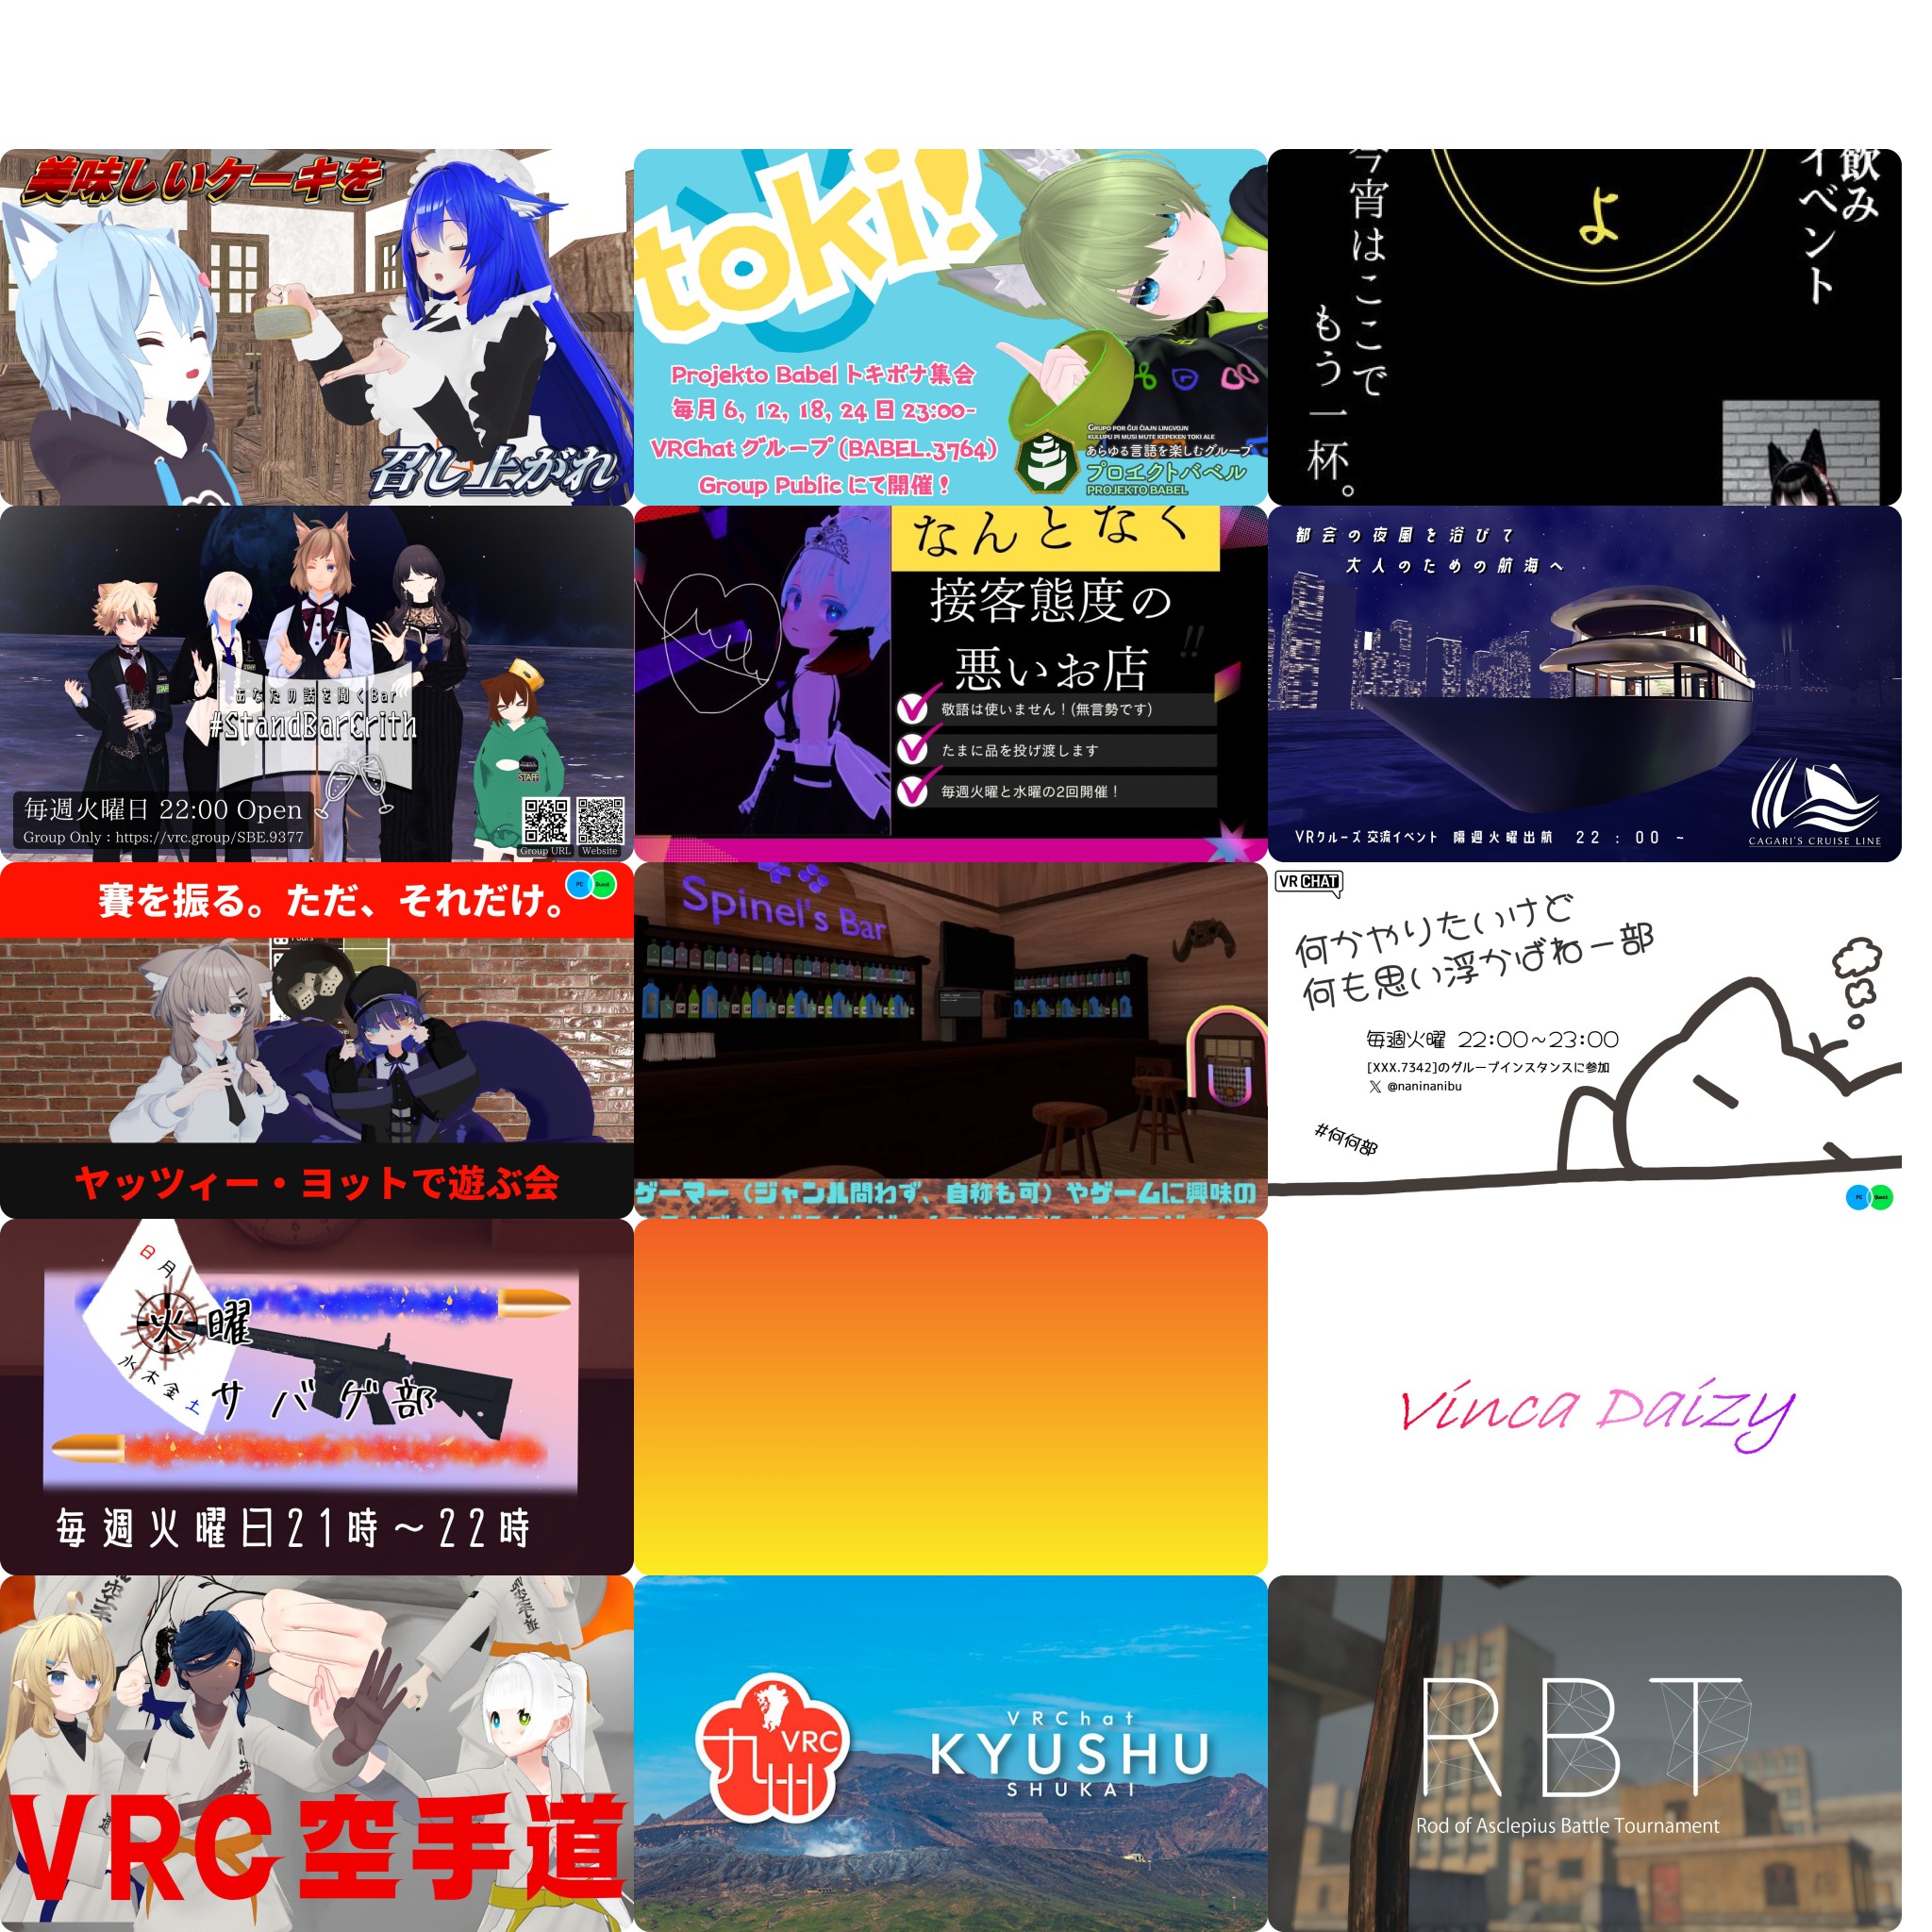 美味しいケーキを
召し上がれ
toki!
Projekto Babel トキポナ集会
毎月 6, 12, 18, 24 日 23:00-
VRChat グループ (BABEL.3764)
Group Public にて開催！
GRUPO POR ĜUI ĈIAJN LINGVOJN
KULUPU PI MUSI MUTE KEPEKEN TOKI ALE
あらゆる言語を楽しむグループ
プロエクトバベル
PROJEKTO BABEL
飲み
イベント
よ
今宵はここで
もう一杯。
あなたの話を聞くBar
#StandBarCrith
STAFF
毎週火曜日 22:00 Open
Group Only : https://vrc.group/SBE.9377
Group URL
Website
なんとなく
接客態度の
悪いお店
!!
敬語は使いません！(無言勢です)
たまに品を投げ渡します
毎週火曜と水曜の2回開催！
都会の夜風を浴びて
大人のための航海へ
VRクルーズ 交流イベント 隔週火曜出航 22:00~
CAGARI'S CRUISE LINE
賽を振る。ただ、それだけ。
PC
Quest
ヤッツィー・ヨットで遊ぶ会
Spinel's Bar
ゲーマー（ジャンル問わず、自称も可）やゲームに興味の
VRCHAT
何かやりたいけど
何も思い浮かばねー部
毎週火曜 22:00~23:00
[XXX.7342]のグループインスタンスに参加
X @naninanibu
#何何部
PC
Quest
日
月
火曜
水
木
金
土
サバゲ部
毎週火曜日21時～22時
Vinca Daizy
VRC空手道
九州
VRC
VRChat
KYUSHU
SHUKAI
RBT
Rod of Asclepius Battle Tournament